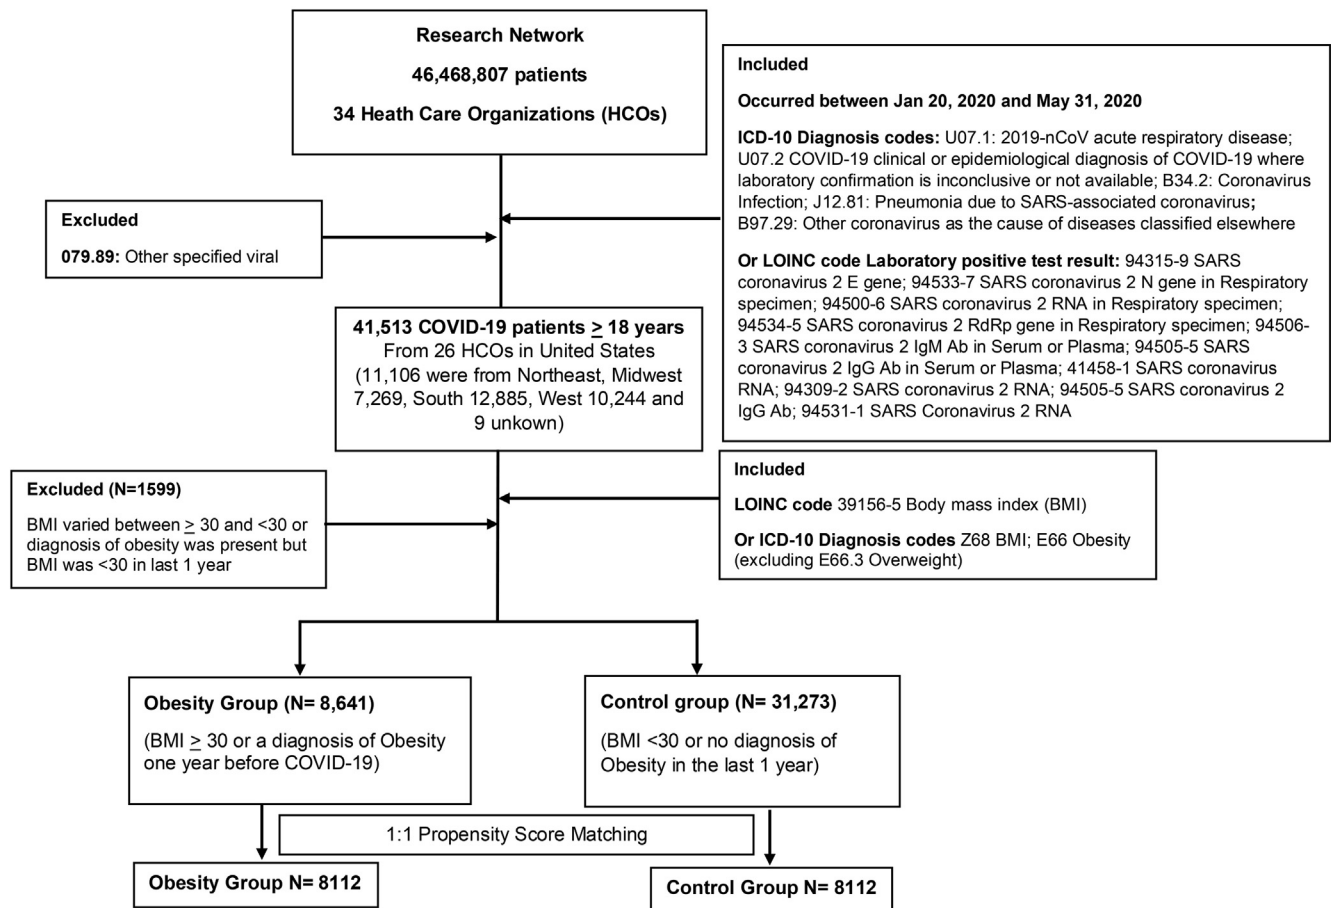 Research Network
46,468,807 patients
34 Heath Care Organizations (HCOs)
Included
Occurred between Jan 20, 2020 and May 31, 2020
ICD-10 Diagnosis codes: U07.1: 2019-nCoV acute respiratory disease;
U07.2 COVID-19 clinical or epidemiological diagnosis of COVID-19 where
laboratory confirmation is inconclusive or not available; B34.2: Coronavirus
Infection; J12.81: Pneumonia due to SARS-associated coronavirus;
B97.29: Other coronavirus as the cause of diseases classified elsewhere
Or LOINC code Laboratory positive test result: 94315-9 SARS
coronavirus 2 E gene; 94533-7 SARS coronavirus 2 N gene in Respiratory
specimen; 94500-6 SARS coronavirus 2 RNA in Respiratory specimen;
94534-5 SARS coronavirus 2 RdRp gene in Respiratory specimen; 94506-
3 SARS coronavirus 2 IgM Ab in Serum or Plasma; 94505-5 SARS
coronavirus 2 IgG Ab in Serum or Plasma; 41458-1 SARS coronavirus
RNA; 94309-2 SARS coronavirus 2 RNA; 94505-5 SARS coronavirus 2
IgG Ab; 94531-1 SARS Coronavirus 2 RNA
Excluded
079.89: Other specified viral
41,513 COVID-19 patients ≥ 18 years
From 26 HCOs in United States
(11,106 were from Northeast, Midwest
7,269, South 12,885, West 10,244 and
9 unkown)
Excluded (N=1599)
BMI varied between ≥ 30 and <30 or
diagnosis of obesity was present but
BMI was <30 in last 1 year
Included
LOINC code 39156-5 Body mass index (BMI)
Or ICD-10 Diagnosis codes Z68 BMI; E66 Obesity
(excluding E66.3 Overweight)
Obesity Group (N= 8,641)
(BMI ≥ 30 or a diagnosis of Obesity
one year before COVID-19)
Control group (N= 31,273)
(BMI <30 or no diagnosis of
Obesity in the last 1 year)
1:1 Propensity Score Matching
Obesity Group N= 8112
Control Group N= 8112